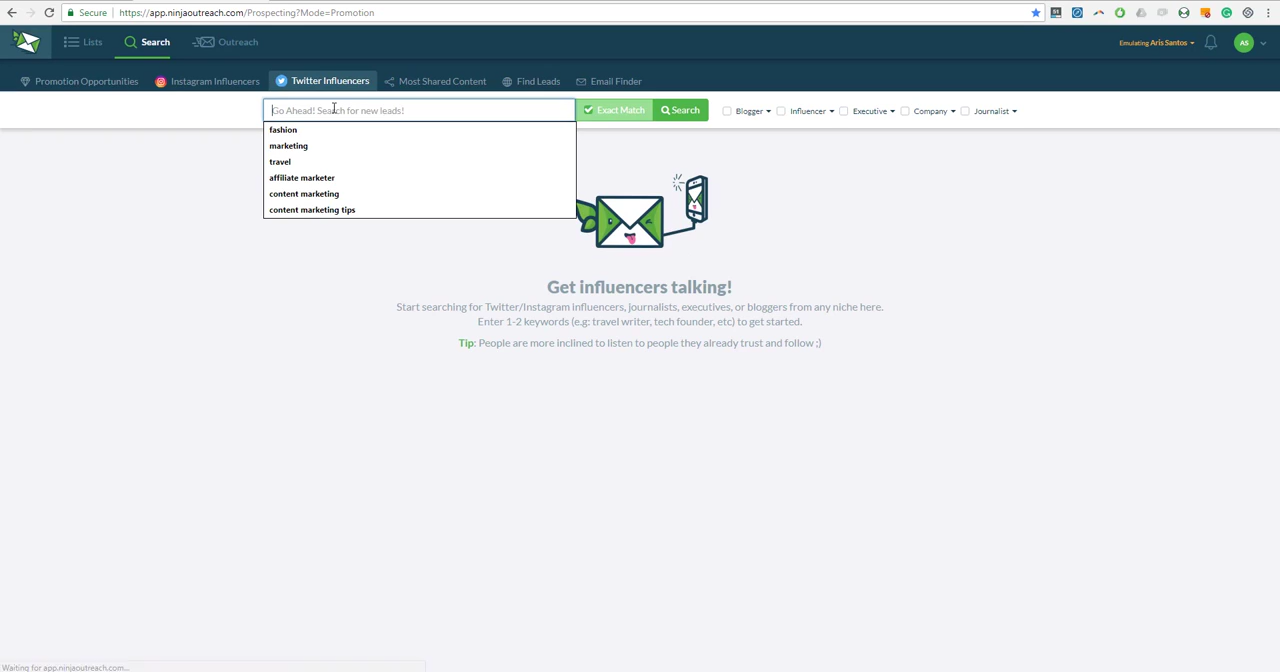 Secure https://app.ninjaoutreach.com/Prospecting?Mode=Promotion
Lists Search Outreach Emulating Aris Santos AS
Promotion Opportunities Instagram Influencers Twitter Influencers Most Shared Content Find Leads Email Finder
Go Ahead! Search for new leads! Exact Match Search Blogger Influencer Executive Company Journalist
fashion
marketing
travel
affiliate marketer
content marketing
content marketing tips
Get influencers talking!
Start searching for Twitter/Instagram influencers, journalists, executives, or bloggers from any niche here.
Enter 1-2 keywords (e.g: travel writer, tech founder, etc) to get started.
Tip: People are more inclined to listen to people they already trust and follow ;)
Waiting for app.ninjaoutreach.com...